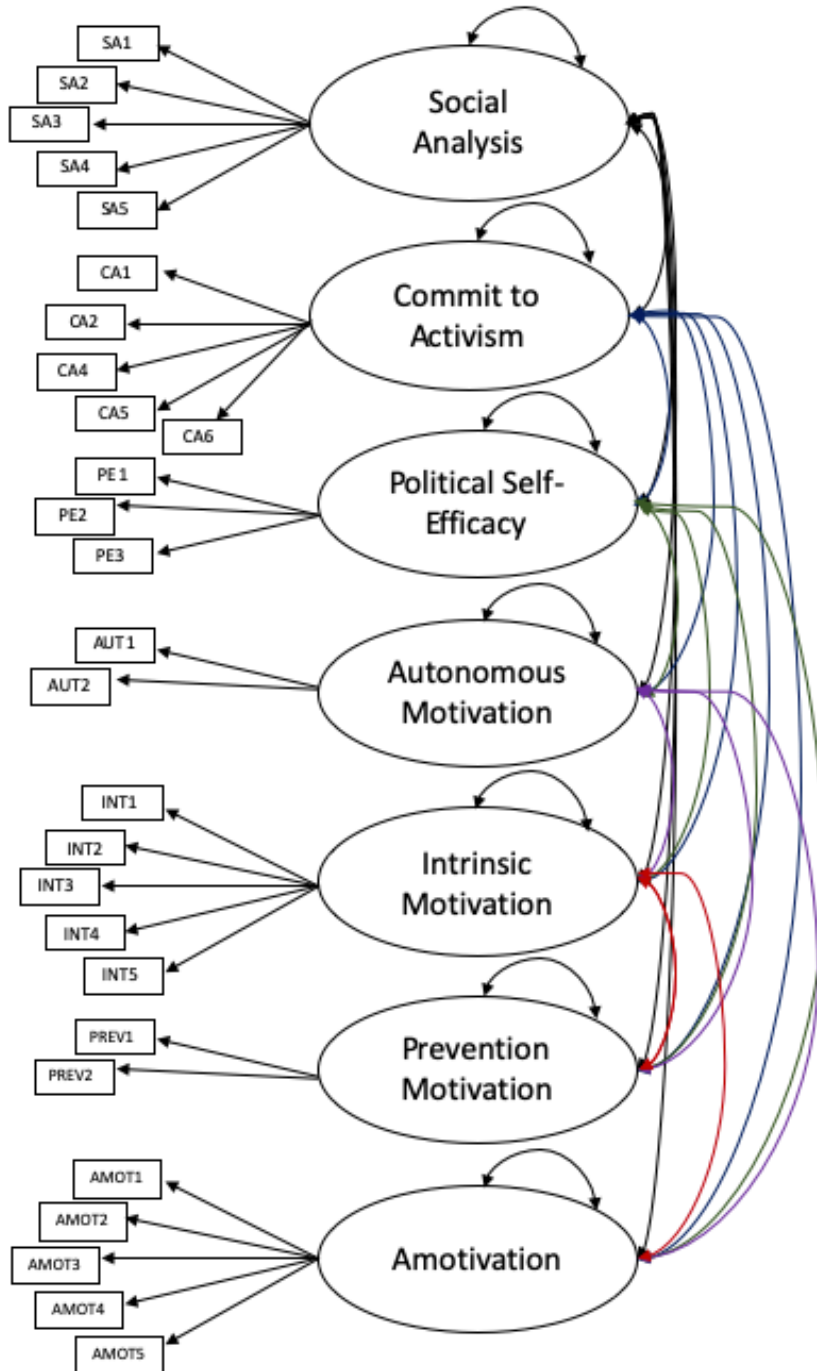 SA1
SA2
SA3
SA4
SA5
Social
Analysis
CA1
CA2
CA4
CA5
CA6
Commit to
Activism
PE1
PE2
PE3
Political Self-
Efficacy
AUT1
AUT2
Autonomous
Motivation
INT1
INT2
INT3
INT4
INT5
Intrinsic
Motivation
PREV1
PREV2
Prevention
Motivation
AMOT1
AMOT2
AMOT3
AMOT4
AMOT5
Amotivation